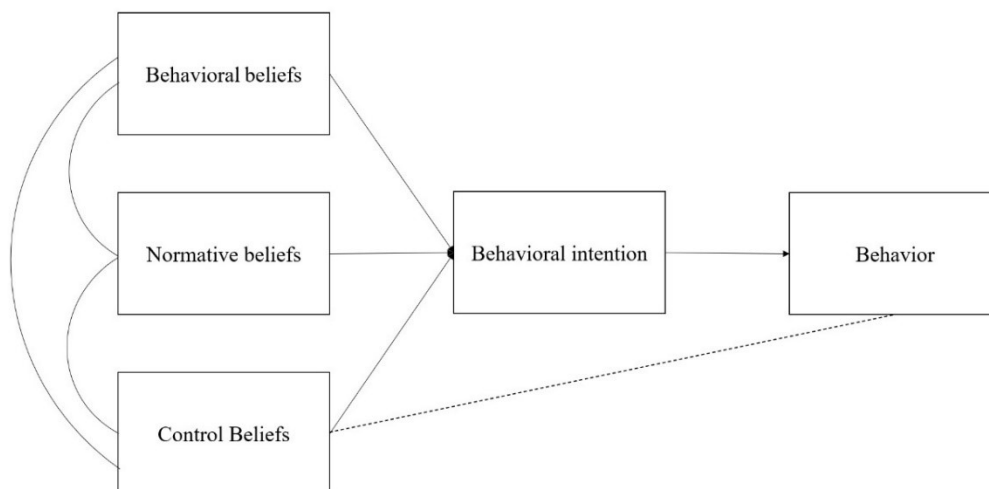 Behavioral beliefs
Normative beliefs
Behavioral intention
Behavior
Control Beliefs